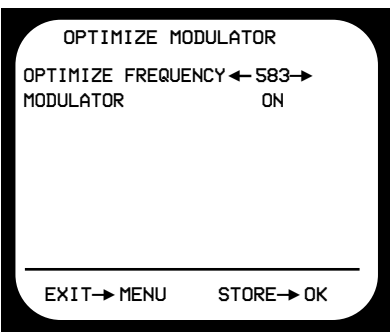 OPTIMIZE MODULATOR
OPTIMIZE FREQUENCY ← 583 →
MODULATOR ON
EXIT → MENU STORE → OK